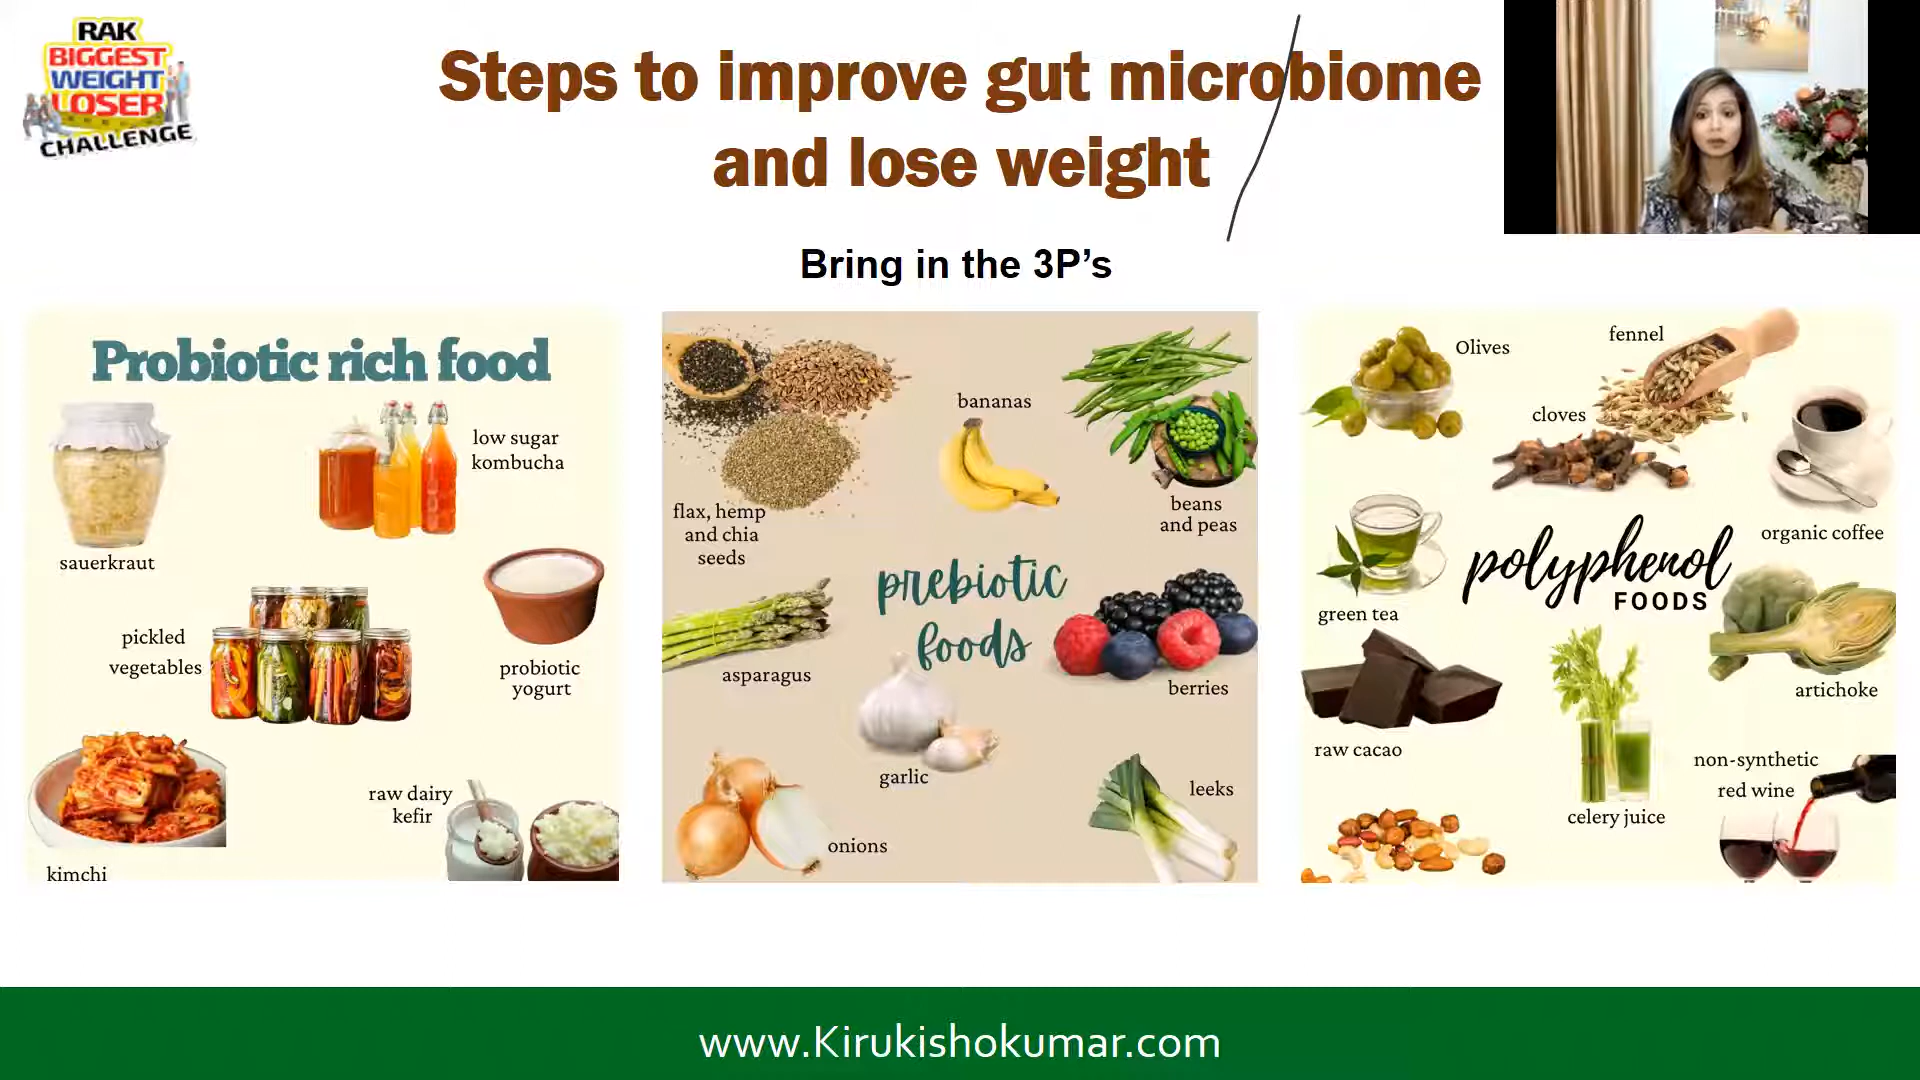 RAK
BIGGEST
WEIGHT
LOSER
CHALLENGE
Steps to improve gut microbiome
and lose weight
Bring in the 3P’s
Probiotic rich food
sauerkraut
low sugar
kombucha
pickled
vegetables
probiotic
yogurt
kimchi
raw dairy
kefir
flax, hemp
and chia
seeds
bananas
beans
and peas
prebiotic
foods
asparagus
berries
garlic
onions
leeks
Olives
fennel
cloves
organic coffee
green tea
polyphenol
FOODS
artichoke
raw cacao
celery juice
non-synthetic
red wine
www.Kirukishokumar.com